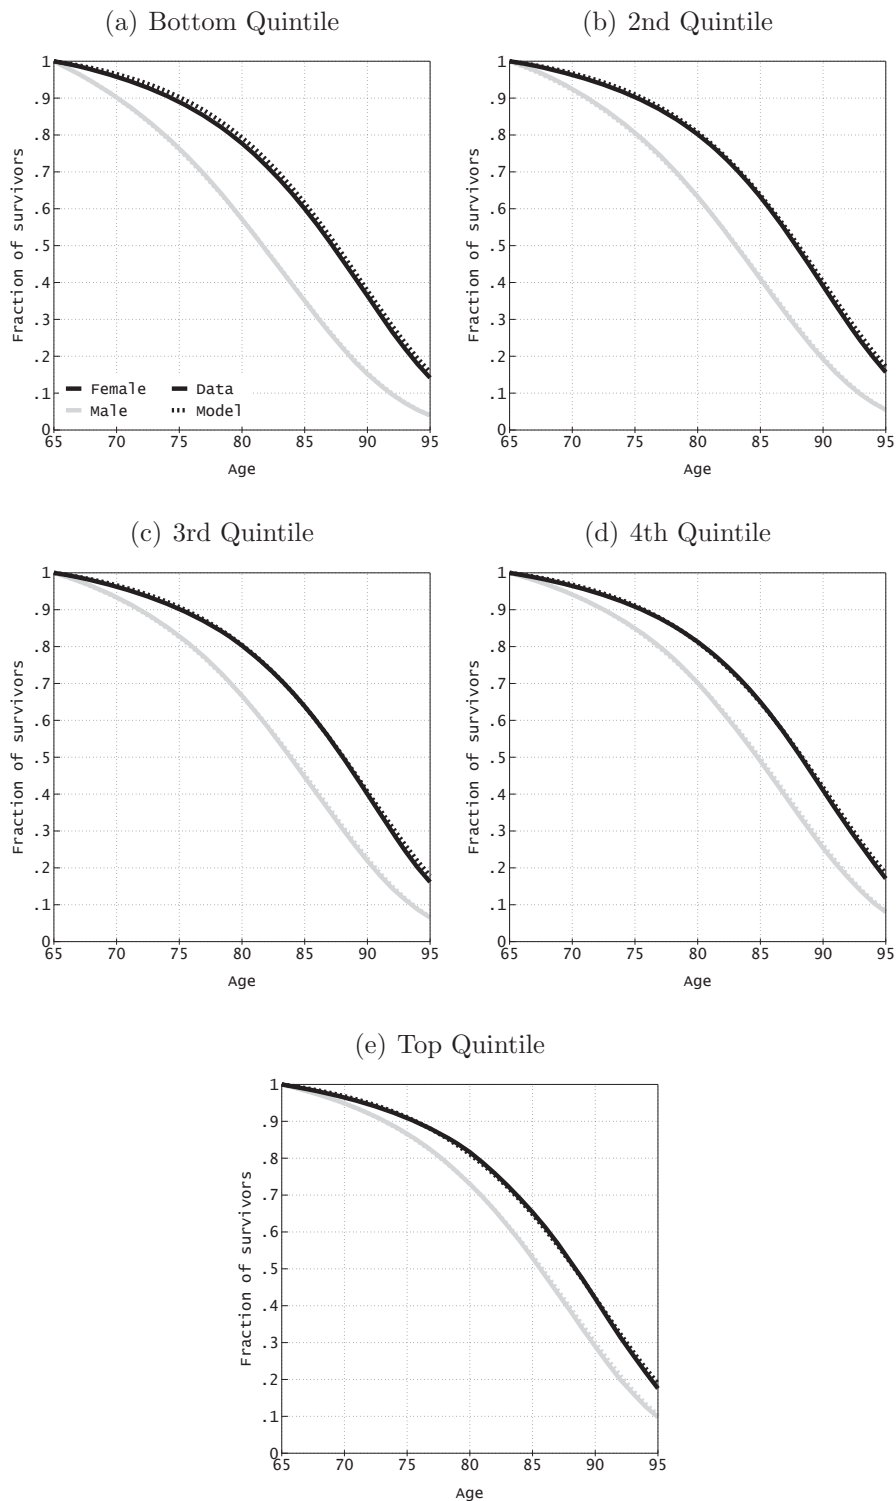 (a) Bottom Quintile
1
.9
.8
.7
.6
.5
.4
.3
.2
.1
0
Fraction of survivors
Female
Data
Male
Model
65 70 75 80 85 90 95
Age
(b) 2nd Quintile
1
.9
.8
.7
.6
.5
.4
.3
.2
.1
0
Fraction of survivors
65 70 75 80 85 90 95
Age
(c) 3rd Quintile
1
.9
.8
.7
.6
.5
.4
.3
.2
.1
0
Fraction of survivors
65 70 75 80 85 90 95
Age
(d) 4th Quintile
1
.9
.8
.7
.6
.5
.4
.3
.2
.1
0
Fraction of survivors
65 70 75 80 85 90 95
Age
(e) Top Quintile
1
.9
.8
.7
.6
.5
.4
.3
.2
.1
0
Fraction of survivors
65 70 75 80 85 90 95
Age